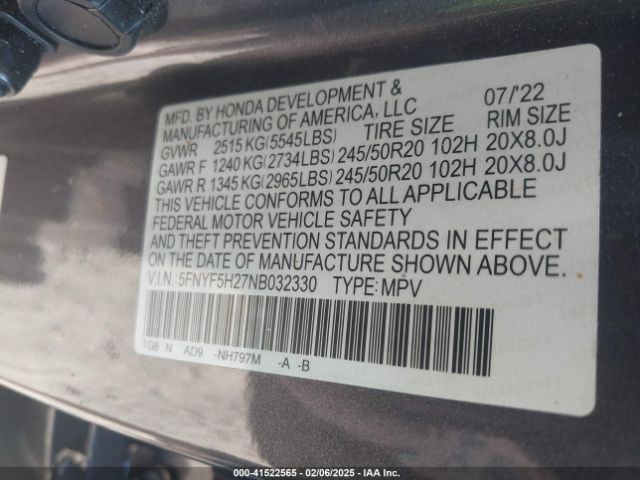 MFD. BY HONDA DEVELOPMENT &
MANUFACTURING OF AMERICA, LLC 07/'22
GVWR 2515 KG(5545LBS) TIRE SIZE RIM SIZE
GAWR F 1240 KG(2734LBS) 245/50R20 102H 20X8.0J
GAWR R 1345 KG(2965LBS) 245/50R20 102H 20X8.0J
THIS VEHICLE CONFORMS TO ALL APPLICABLE
FEDERAL MOTOR VEHICLE SAFETY
AND THEFT PREVENTION STANDARDS IN EFFECT
ON THE DATE OF MANUFACTURE SHOWN ABOVE.
V.I.N.:5FNYF5H27NB032330 TYPE:MPV
TG8 N AD9 -NH797M -A -B
000-41522565 - 02/06/2025 - IAA Inc.